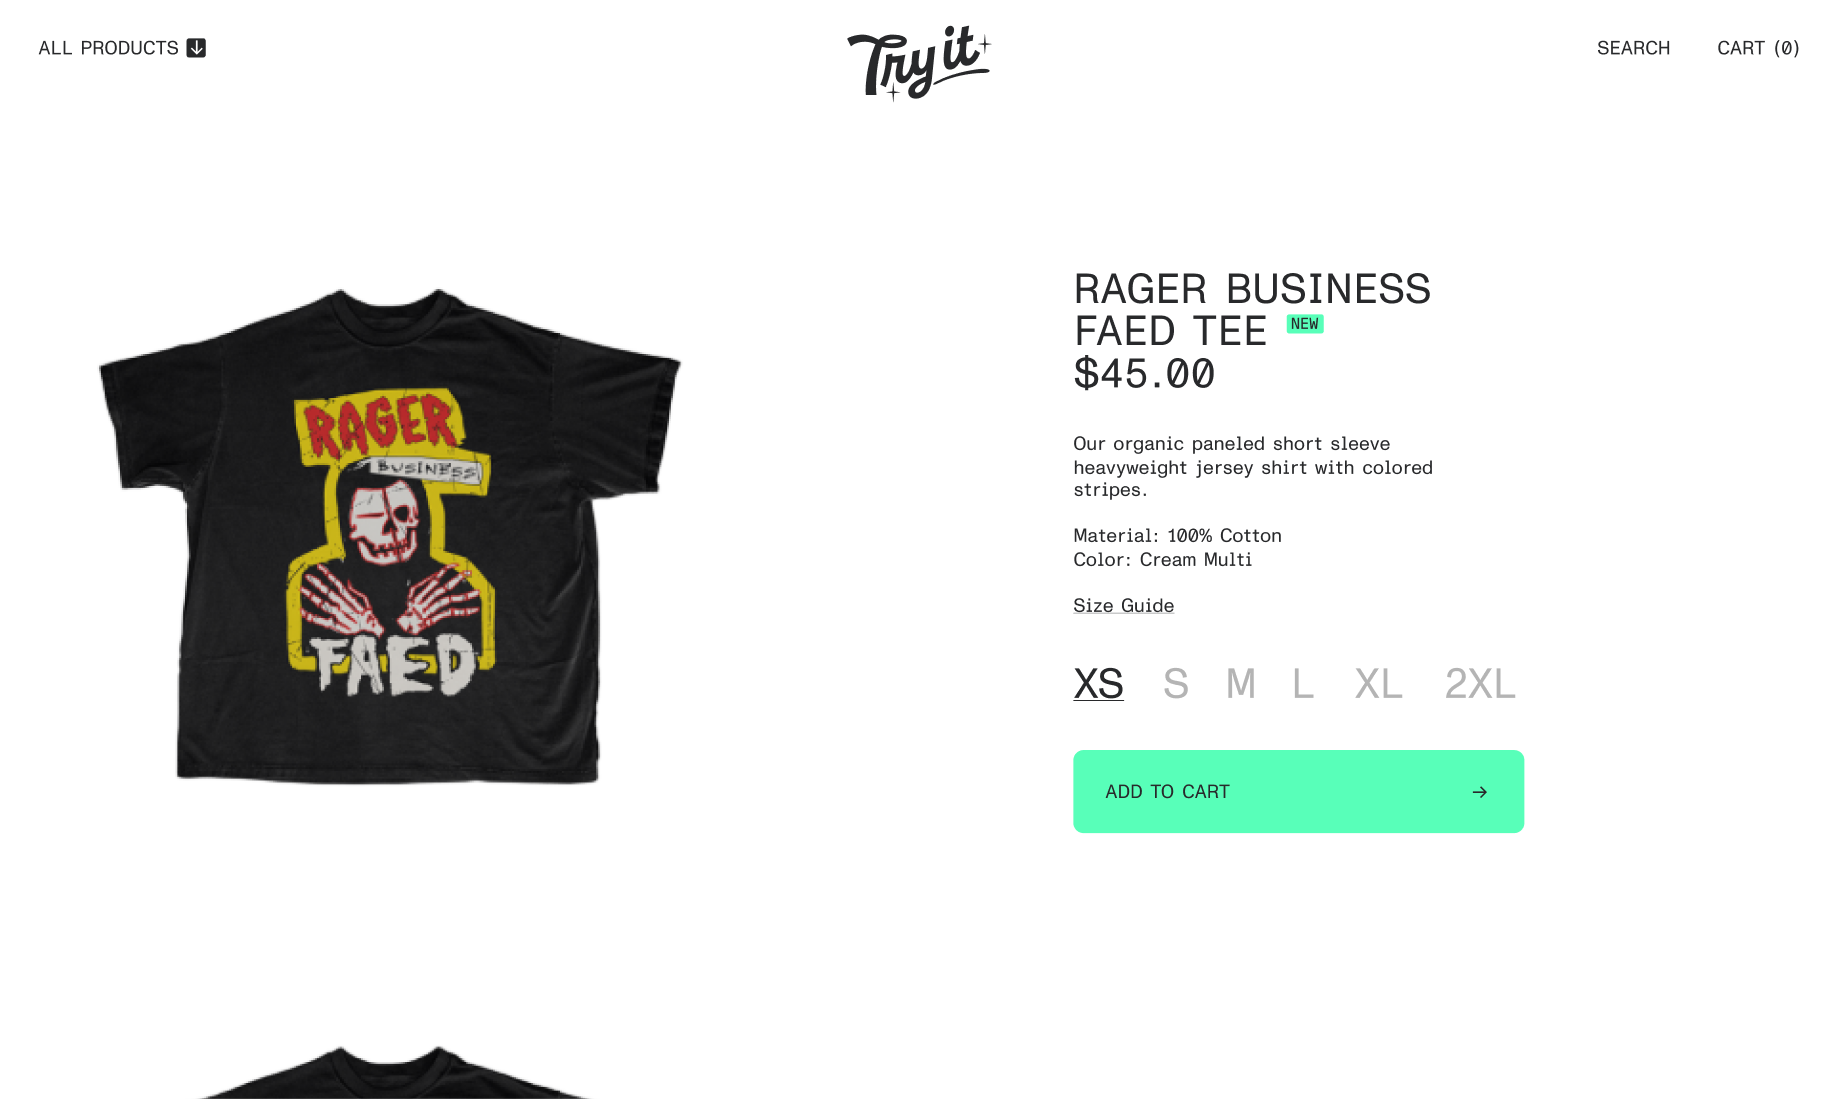 ALL PRODUCTS
Try it
SEARCH
CART (0)
RAGER
BUSINESS
FAED
RAGER BUSINESS
FAED TEE NEW
$45.00
Our organic paneled short sleeve
heavyweight jersey shirt with colored
stripes.
Material: 100% Cotton
Color: Cream Multi
Size Guide
XS S M L XL 2XL
ADD TO CART →